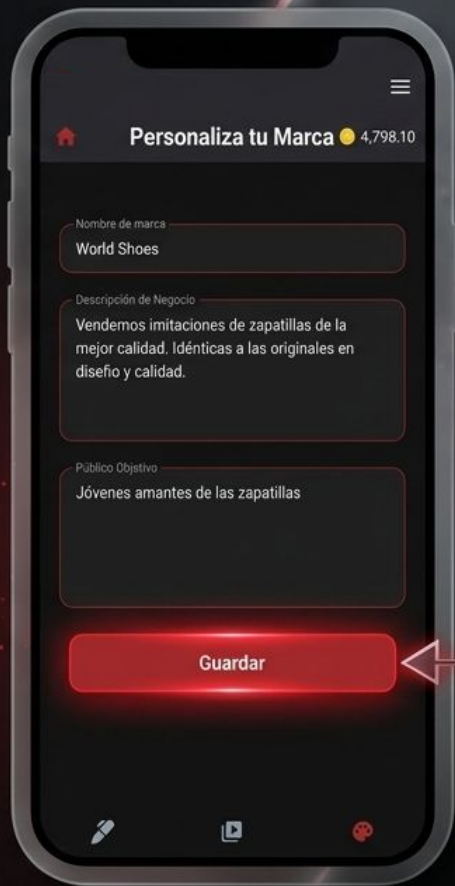 Personaliza tu Marca 4,798.10
Nombre de marca
World Shoes
Descripción de Negocio
Vendemos imitaciones de zapatillas de la
mejor calidad. Idénticas a las originales en
diseño y calidad.
Público Objstivo
Jóvenes amantes de las zapatillas
Guardar